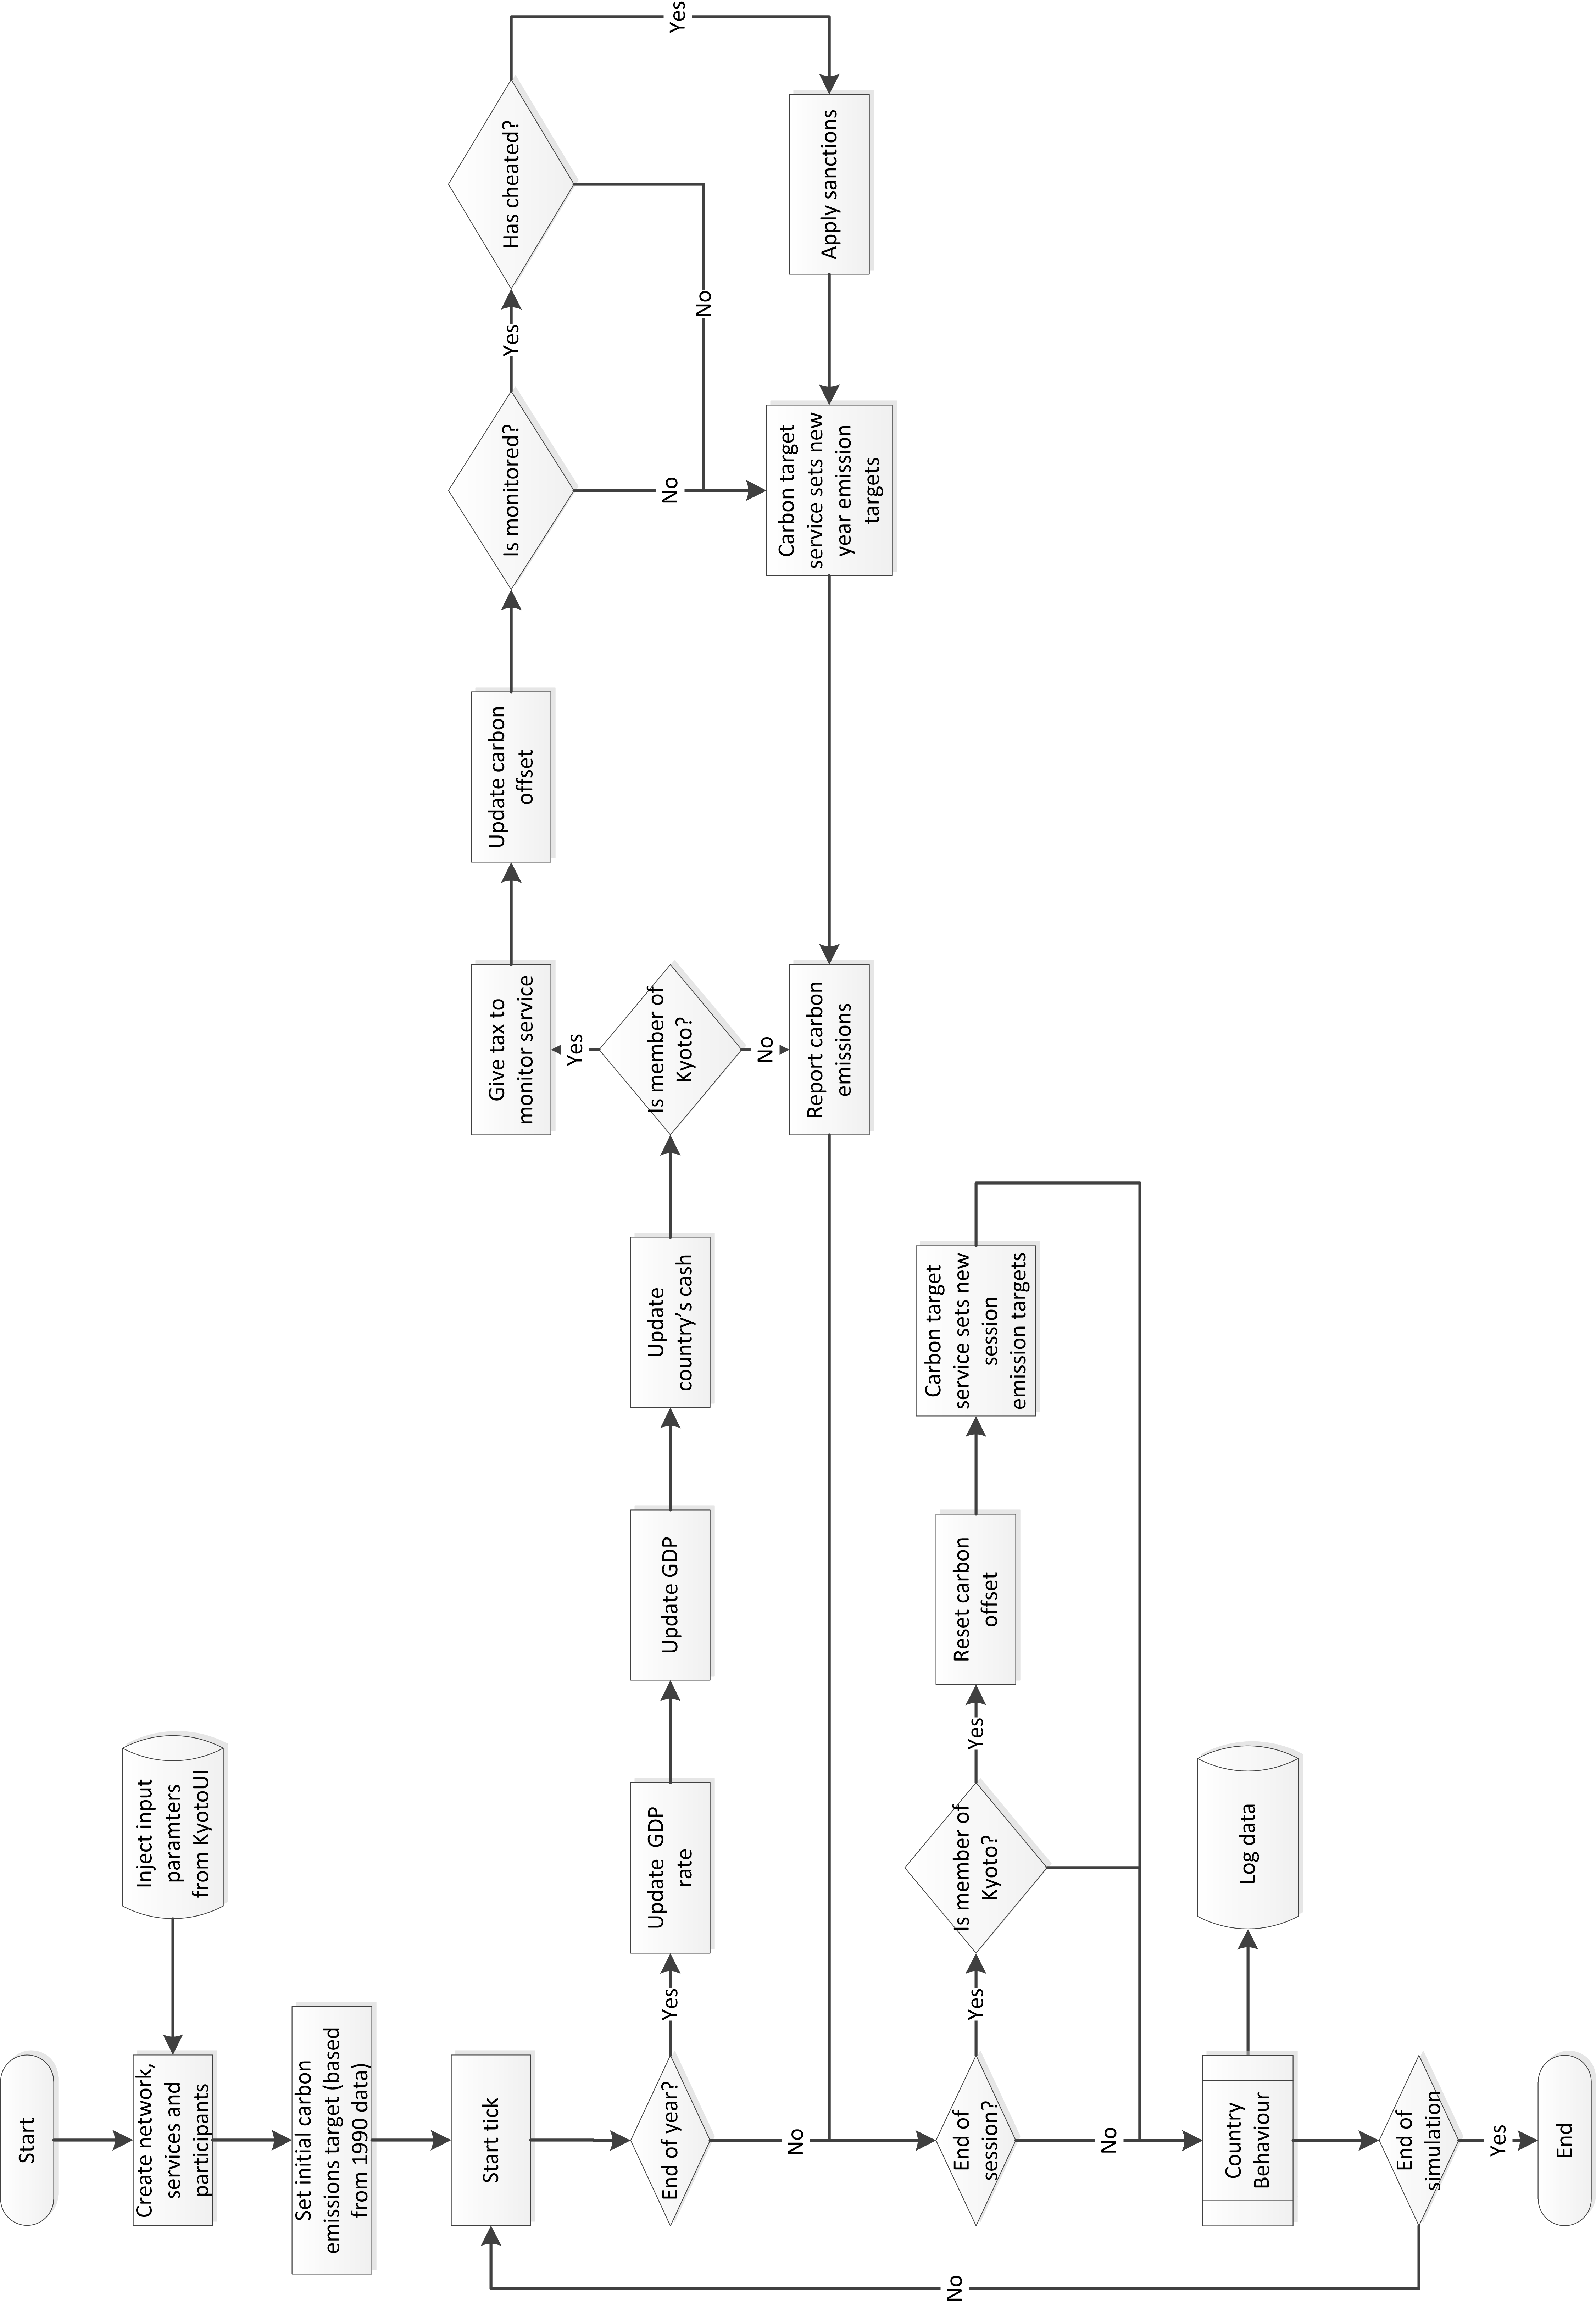 Start
Create network,
services and
participants
Inject input
paramters
from KyotoUI
Set initial carbon
emissions target (based
from 1990 data)
Start tick
End of year?
Yes
Update GDP
rate
Update GDP
Update
country's cash
Is member of
Kyoto?
Yes
Give tax to
monitor service
Update carbon
offset
Is monitored?
Yes
Has cheated?
Yes
Apply sanctions
No
No
Carbon target
service sets new
year emission
targets
No
Report carbon
emissions
No
End of
session?
Yes
Is member of
Kyoto?
Yes
Reset carbon
offset
Carbon target
service sets new
session
emission targets
No
Country
Behaviour
Log data
End of
simulation
No
Yes
End